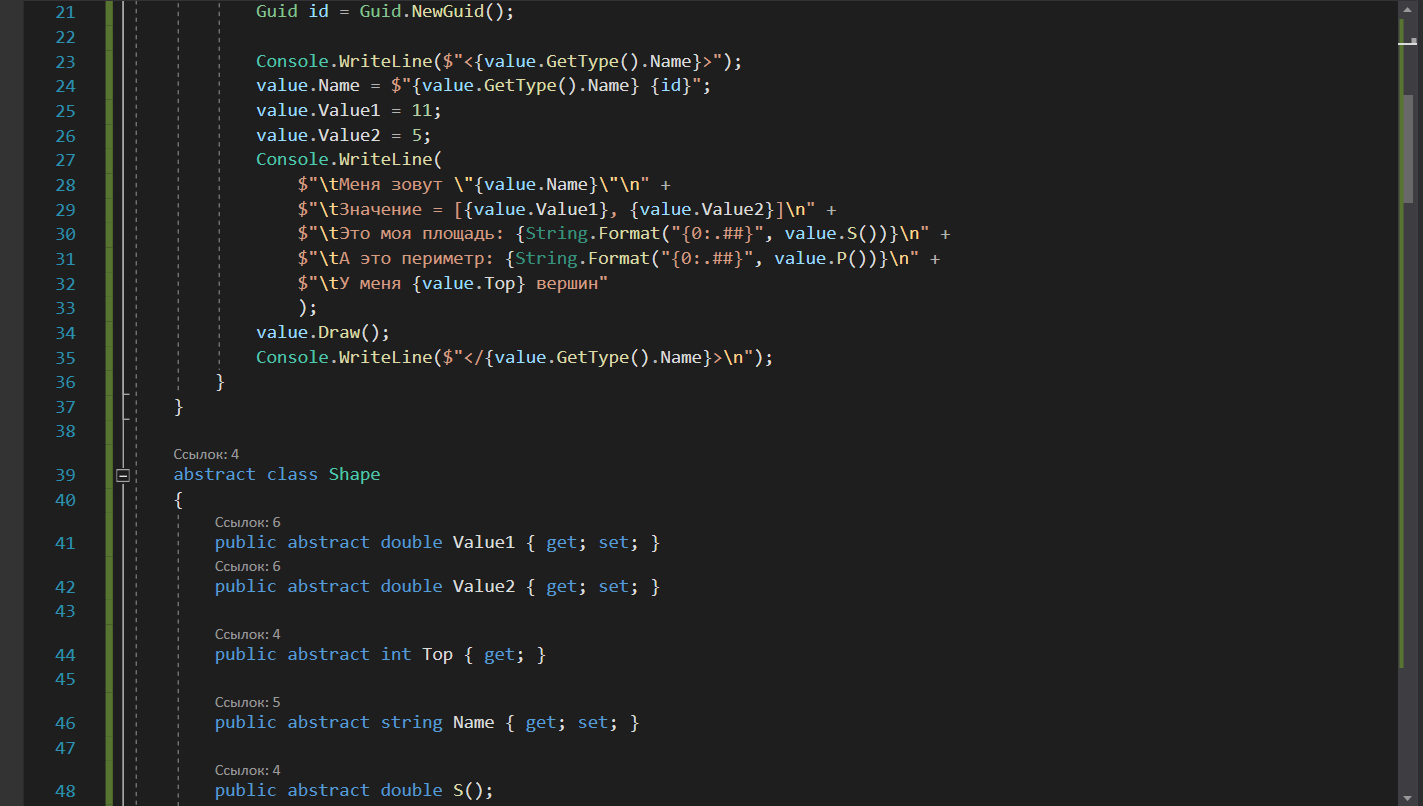 21 Guid id = Guid.NewGuid();
22
23 Console.WriteLine($"<{value.GetType().Name}>");
24 value.Name = $"{value.GetType().Name} {id}";
25 value.Value1 = 11;
26 value.Value2 = 5;
27 Console.WriteLine(
28 $"\tМеня зовут \"{value.Name}\"\n" +
29 $"\tЗначение = [{value.Value1}, {value.Value2}]\n" +
30 $"\tЭто моя площадь: {String.Format("{0:.##}", value.S())}\n" +
31 $"\tА это периметр: {String.Format("{0:.##}", value.P())}\n" +
32 $"\tУ меня {value.Top} вершин"
33 );
34 value.Draw();
35 Console.WriteLine($"</{value.GetType().Name}>\n");
36 }
37 }
38
Ссылок: 4
39 abstract class Shape
40 {
Ссылок: 6
41 public abstract double Value1 { get; set; }
Ссылок: 6
42 public abstract double Value2 { get; set; }
43
Ссылок: 4
44 public abstract int Top { get; }
45
Ссылок: 5
46 public abstract string Name { get; set; }
47
Ссылок: 4
48 public abstract double S();